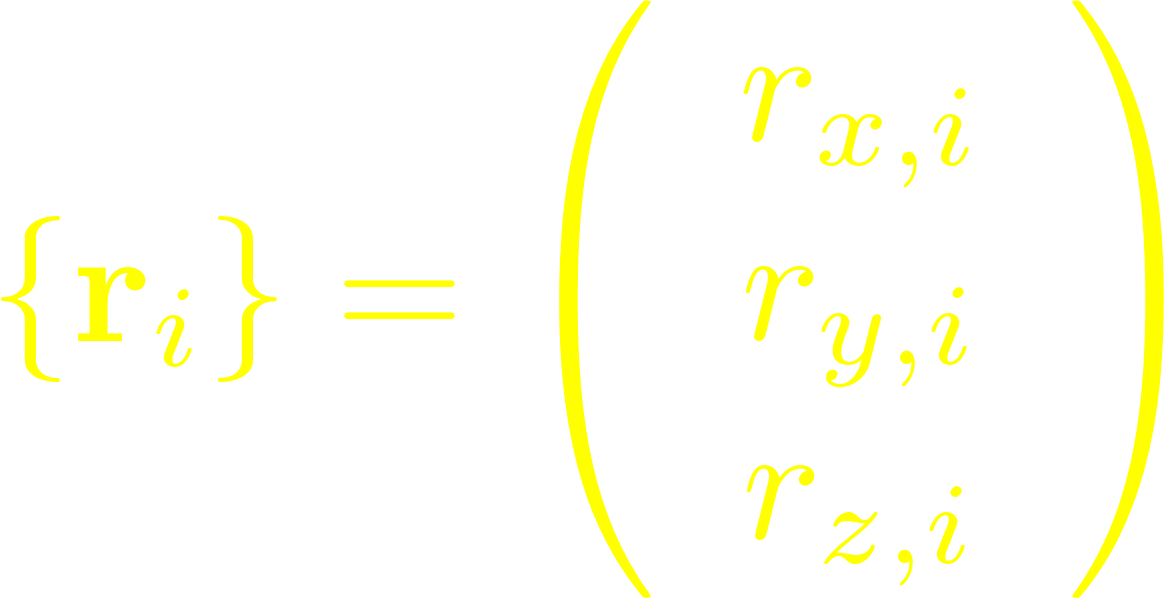 r_{x,i}
{𝐫_i} = ( r_{y,i} )
r_{z,i}